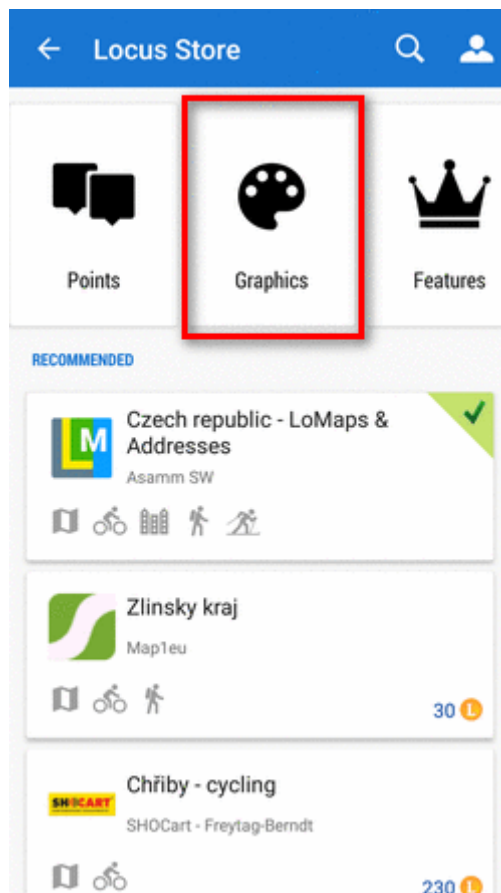 Locus Store
Points
Graphics
Features
RECOMMENDED
LM
Czech republic - LoMaps &
Addresses
Asamm SW
Zlinsky kraj
Map1eu
30 L
SHOCART
Chřiby - cycling
SHOCart - Freytag-Berndt
230 L